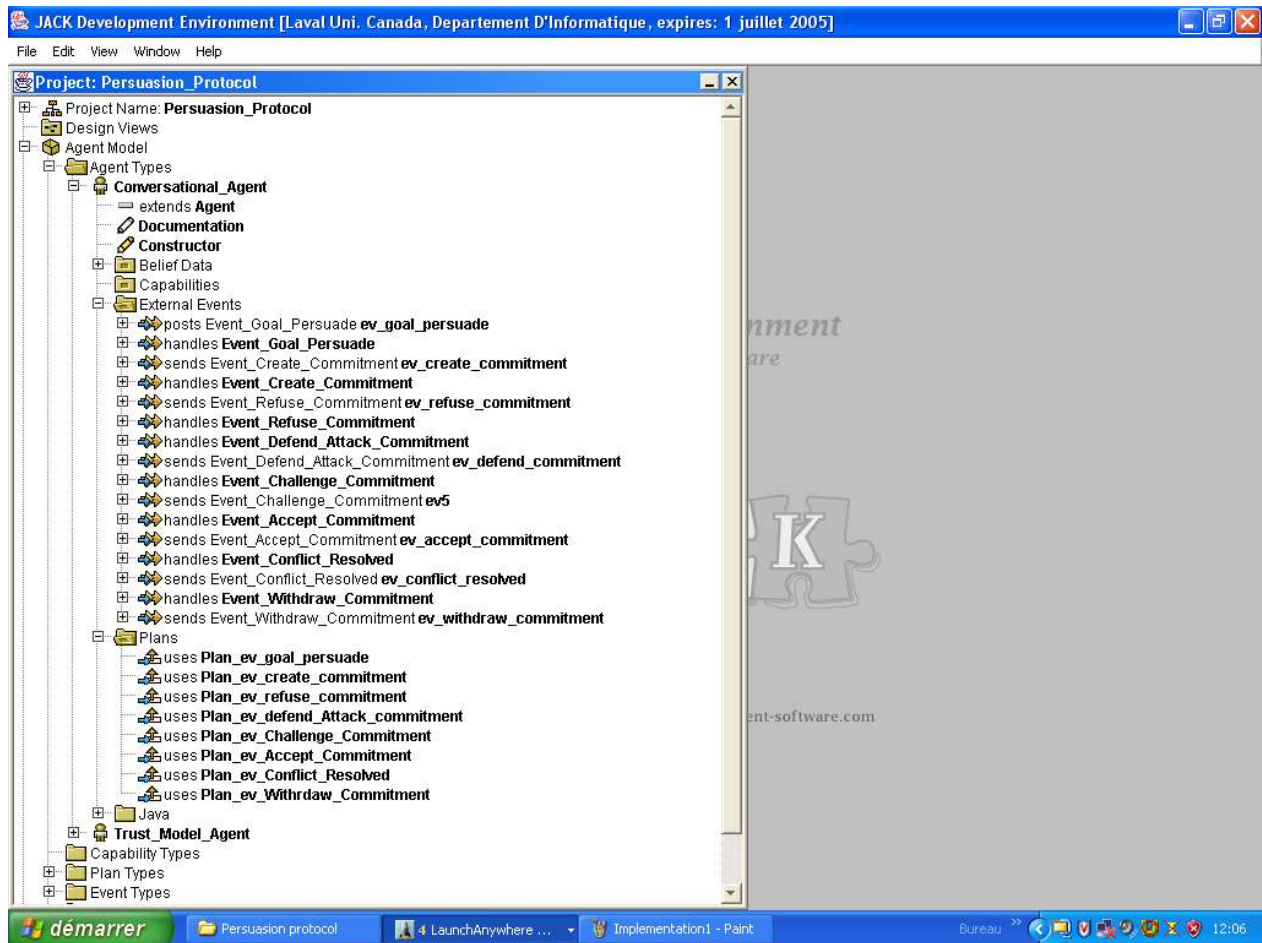 JACK Development Environment [Laval Uni. Canada, Departement D'Informatique, expires: 1 juillet 2005]
File Edit View Window Help
Project: Persuasion_Protocol
Project Name: Persuasion_Protocol
Design Views
Agent Model
Agent Types
Conversational_Agent
extends Agent
Documentation
Constructor
Belief Data
Capabilities
External Events
posts Event_Goal_Persuade ev_goal_persuade
handles Event_Goal_Persuade
sends Event_Create_Commitment ev_create_commitment
handles Event_Create_Commitment
sends Event_Refuse_Commitment ev_refuse_commitment
handles Event_Refuse_Commitment
handles Event_Defend_Attack_Commitment
sends Event_Defend_Attack_Commitment ev_defend_commitment
handles Event_Challenge_Commitment
sends Event_Challenge_Commitment ev5
handles Event_Accept_Commitment
sends Event_Accept_Commitment ev_accept_commitment
handles Event_Conflict_Resolved
sends Event_Conflict_Resolved ev_conflict_resolved
handles Event_Withdraw_Commitment
sends Event_Withdraw_Commitment ev_withdraw_commitment
Plans
uses Plan_ev_goal_persuade
uses Plan_ev_create_commitment
uses Plan_ev_refuse_commitment
uses Plan_ev_defend_Attack_commitment
uses Plan_ev_Challenge_Commitment
uses Plan_ev_Accept_Commitment
uses Plan_ev_Conflict_Resolved
uses Plan_ev_Withrdaw_Commitment
Java
Trust_Model_Agent
Capability Types
Plan Types
Event Types
nment
are
K
ent-software.com
démarrer Persuasion protocol 4 LaunchAnywhere ... Implementation1 - Paint Bureau 12:06